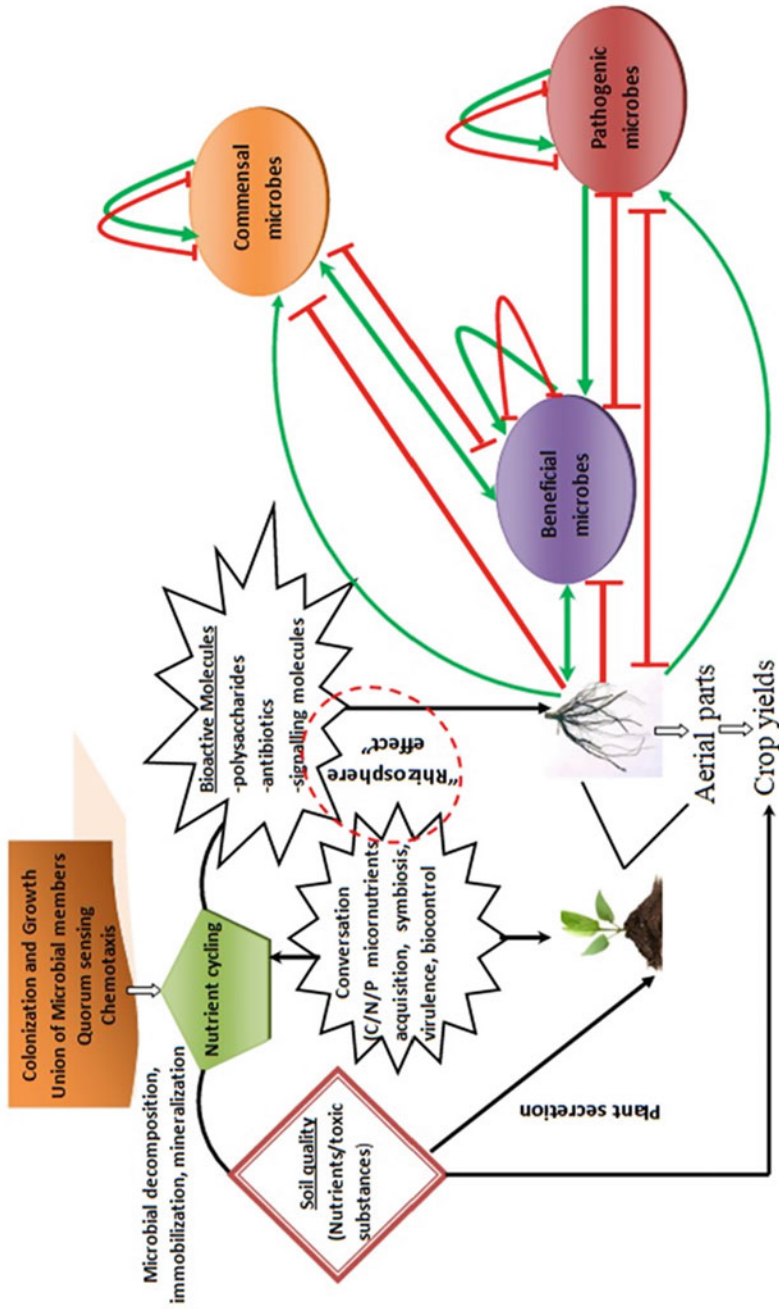 Colonization and Growth
Union of Microbial members
Quorum sensing
Chemotaxis
Microbial decomposition,
immobilization, mineralization
Nutrient cycling
Soil quality
(Nutrients/toxic
substances)
Conversation
(C/N/P micornutrients
acquisition, symbiosis,
virulence, biocontrol
Bioactive Molecules
-polysaccharides
-antibiotics
-signalling molecules
"Rhizosphere
effect"
Plant secretion
Aerial parts
Crop yields
Commensal
microbes
Beneficial
microbes
Pathogenic
microbes